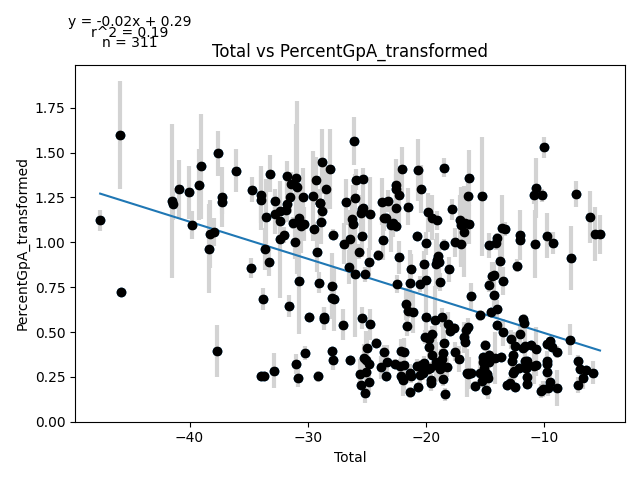 y = -0.02x + 0.29
r^2 = 0.19
n = 311
Total vs PercentGpA_transformed
PercentGpA_transformed
1.75
1.50
1.25
1.00
0.75
0.50
0.25
0.00
−40
−30
−20
−10
Total